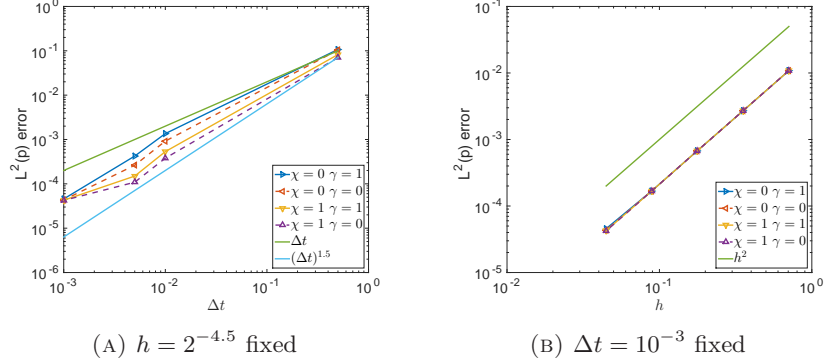 10^0
10^-1
10^-2
10^-3
10^-4
10^-5
10^-6
L^2(p) error
10^-3
10^-2
10^-1
10^0
Δt
χ = 0 γ = 1
χ = 0 γ = 0
χ = 1 γ = 1
χ = 1 γ = 0
Δt
(Δt)^1.5
(A) h = 2^-4.5 fixed
10^-1
10^-2
10^-3
10^-4
10^-5
L^2(p) error
10^-2
10^-1
10^0
h
χ = 0 γ = 1
χ = 0 γ = 0
χ = 1 γ = 1
χ = 1 γ = 0
h^2
(B) Δt = 10^-3 fixed